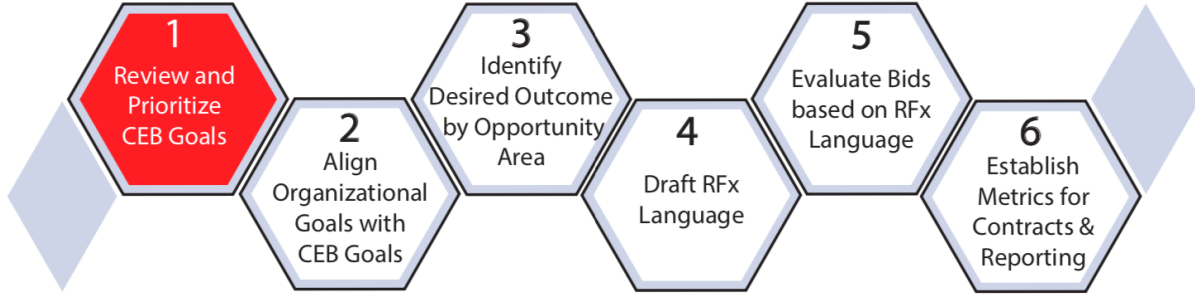 1
Review and
Prioritize
CEB Goals
2
Align
Organizational
Goals with
CEB Goals
3
Identify
Desired Outcome
by Opportunity
Area
4
Draft RFx
Language
5
Evaluate Bids
based on RFx
Language
6
Establish
Metrics for
Contracts &
Reporting